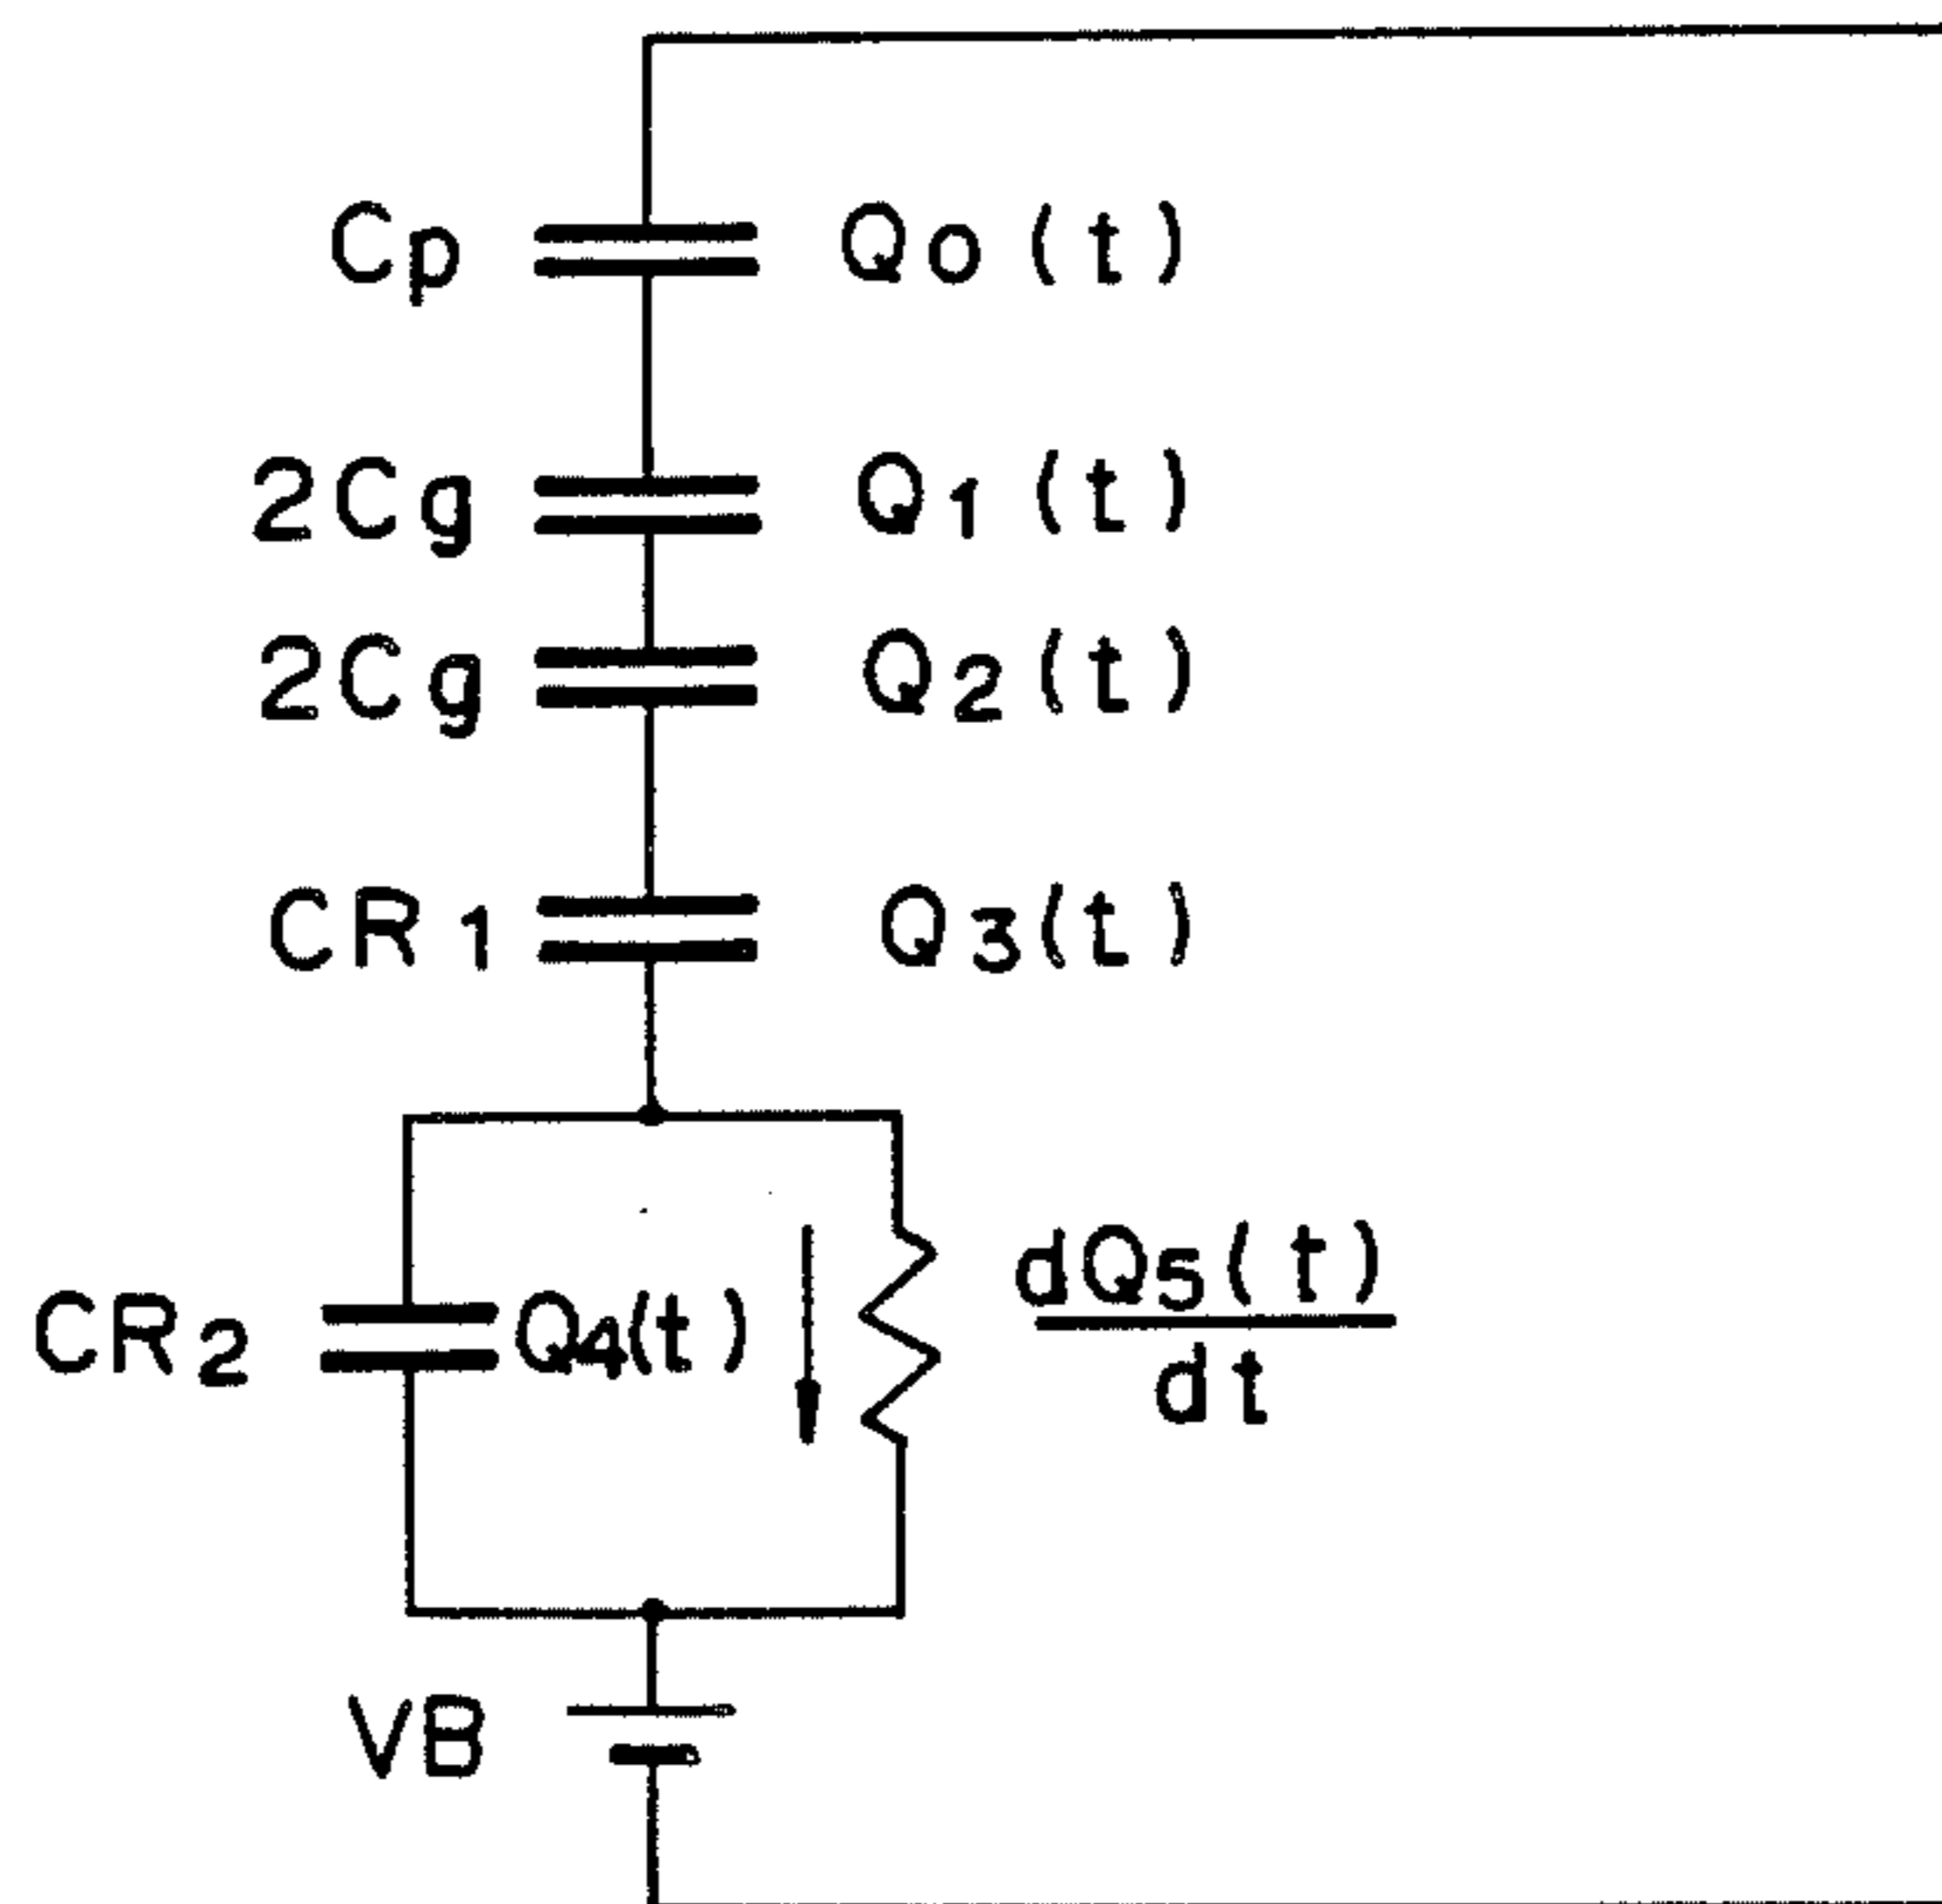 Cp Qo (t)
2Cg Q1 (t)
2Cg Q2 (t)
CR1 Q3(t)
CR2 Q4(t) dQ5(t)
dt
VB